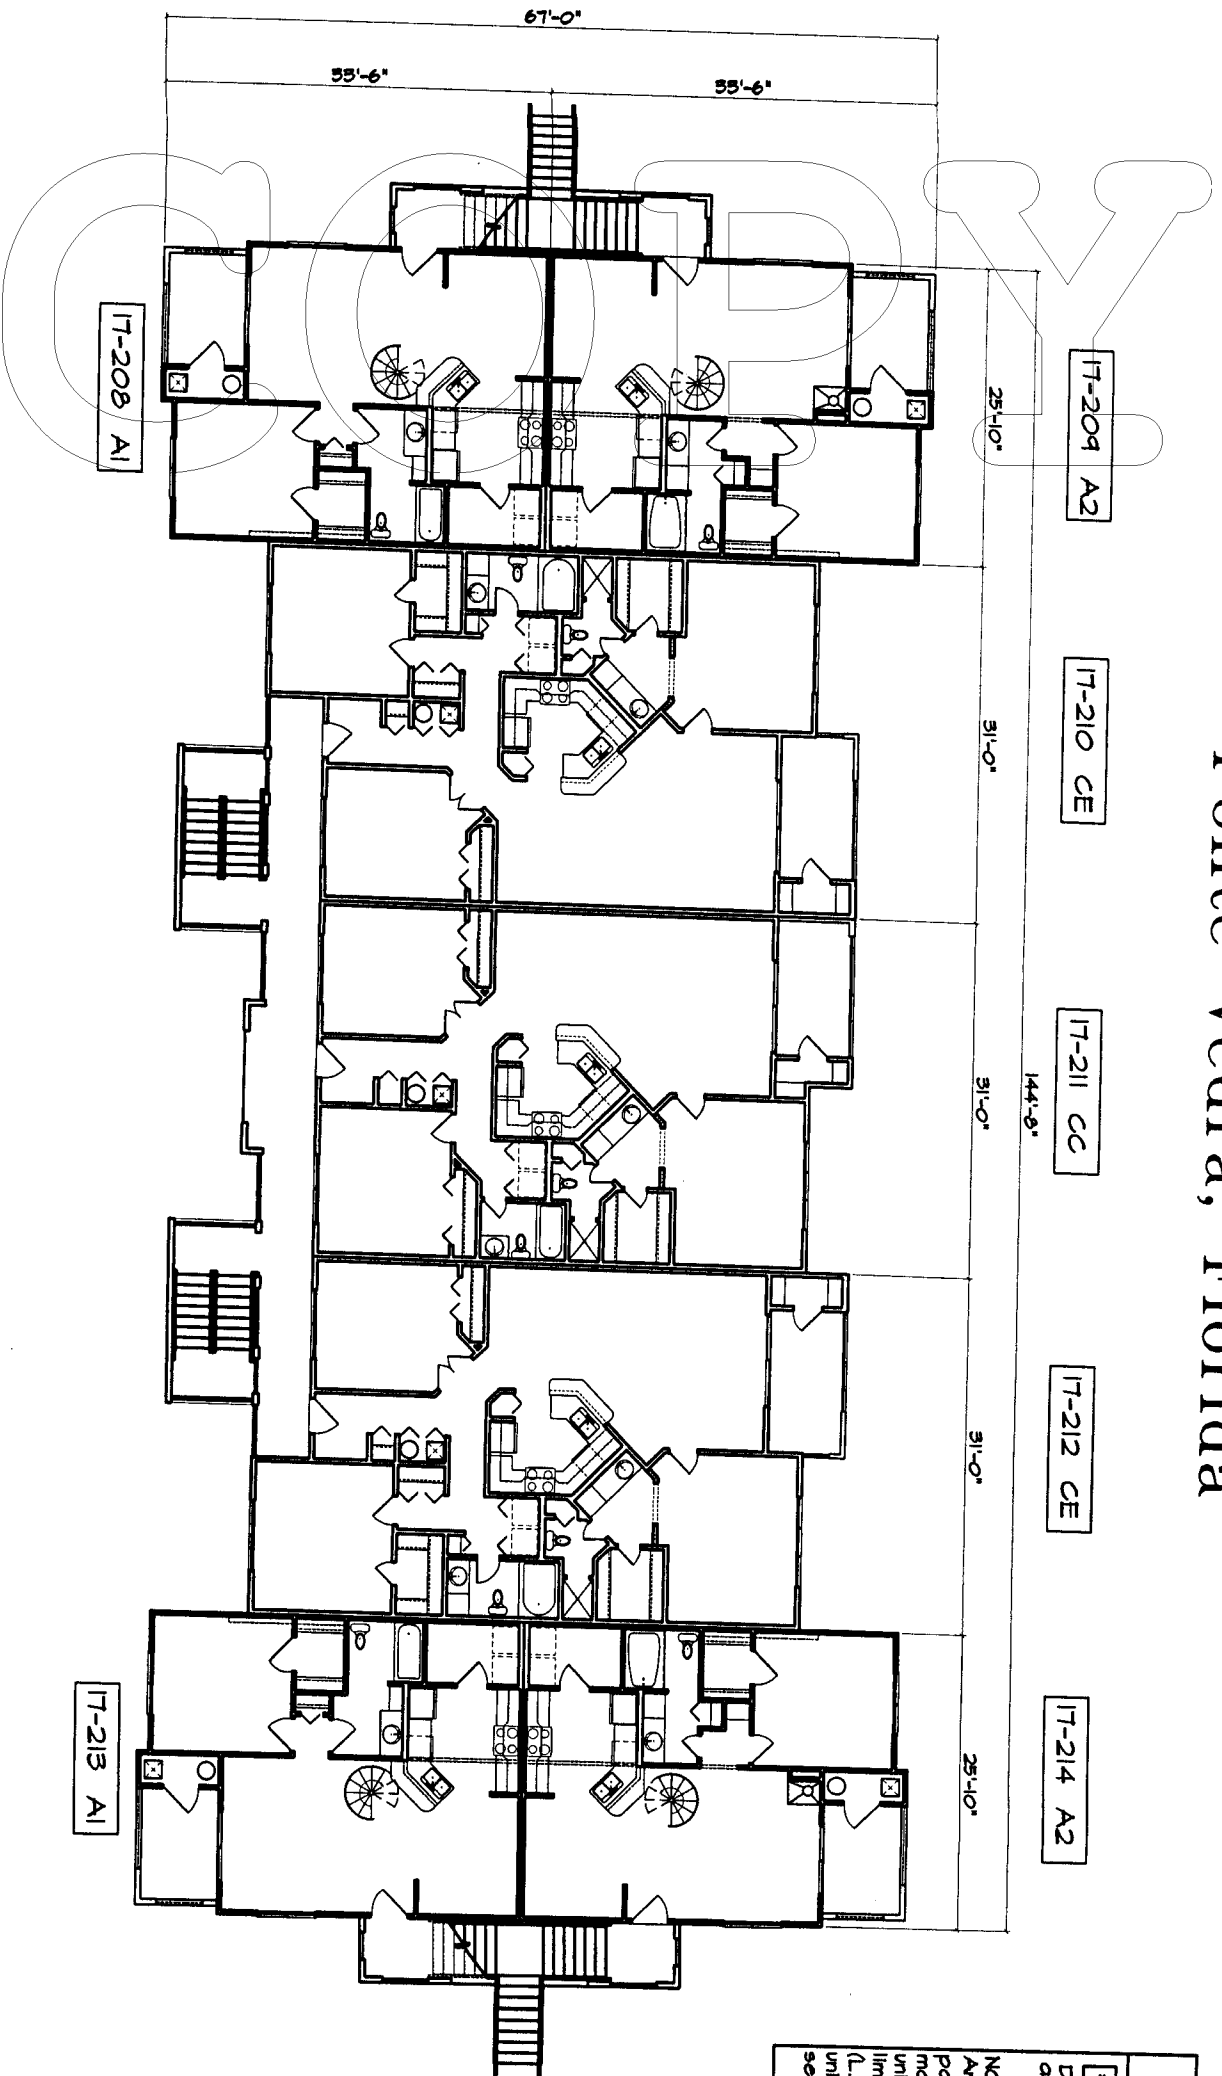 67'-0"
33'-6"
33'-6"
COPY
17-208 A1
17-209 A2
25'-10"
17-210 CE
31'-0"
17-211 CC
31'-0"
144'-8"
17-212 CE
31'-0"
17-213 A1
17-214 A2
25'-10"
Vedra, Florida